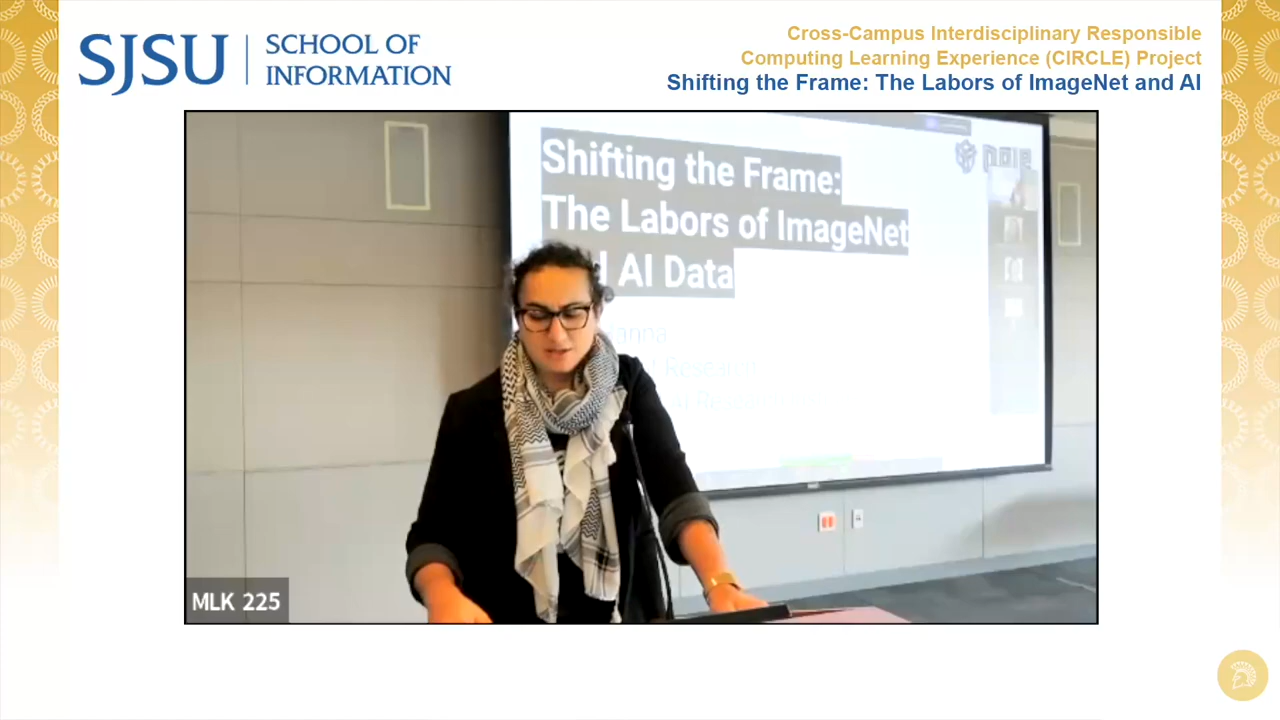 SJSU
SCHOOL OF
INFORMATION
Cross-Campus Interdisciplinary Responsible
Computing Learning Experience (CIRCLE) Project
Shifting the Frame: The Labors of ImageNet and AI
Shifting the Frame:
The Labors of ImageNet
AI Data
Research
MLK 225